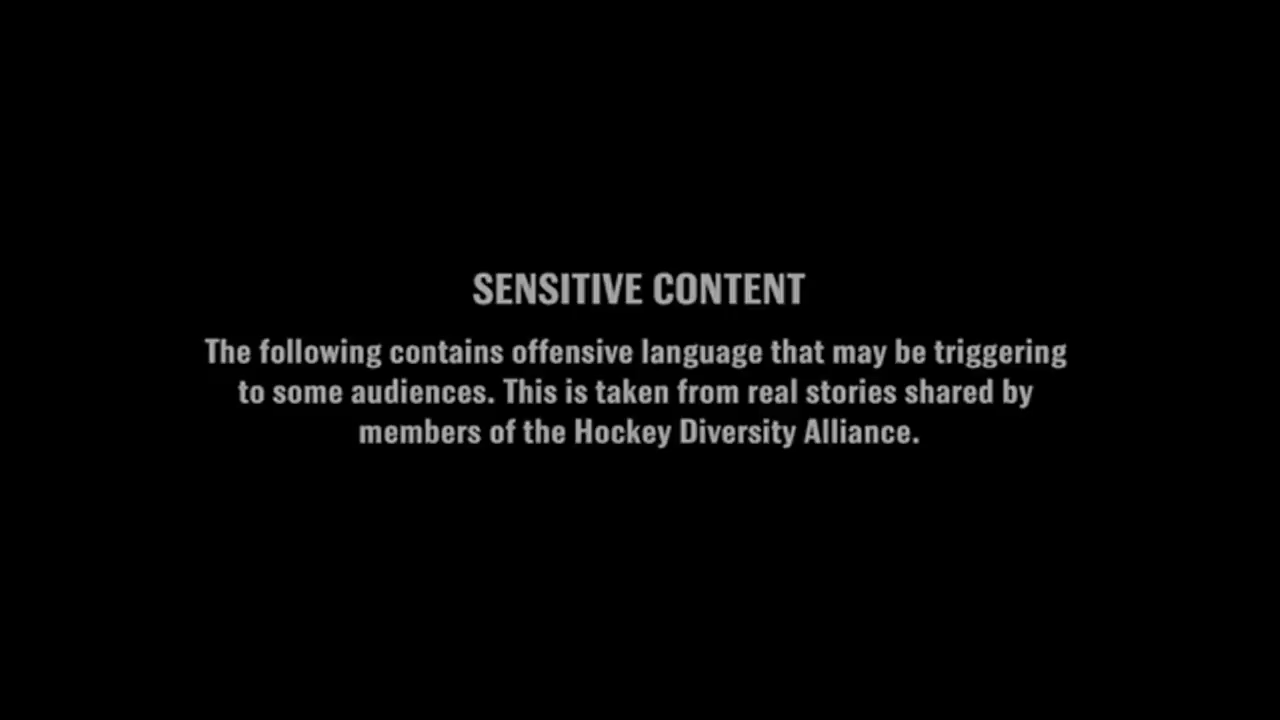 SENSITIVE CONTENT
The following contains offensive language that may be triggering
to some audiences. This is taken from real stories shared by
members of the Hockey Diversity Alliance.